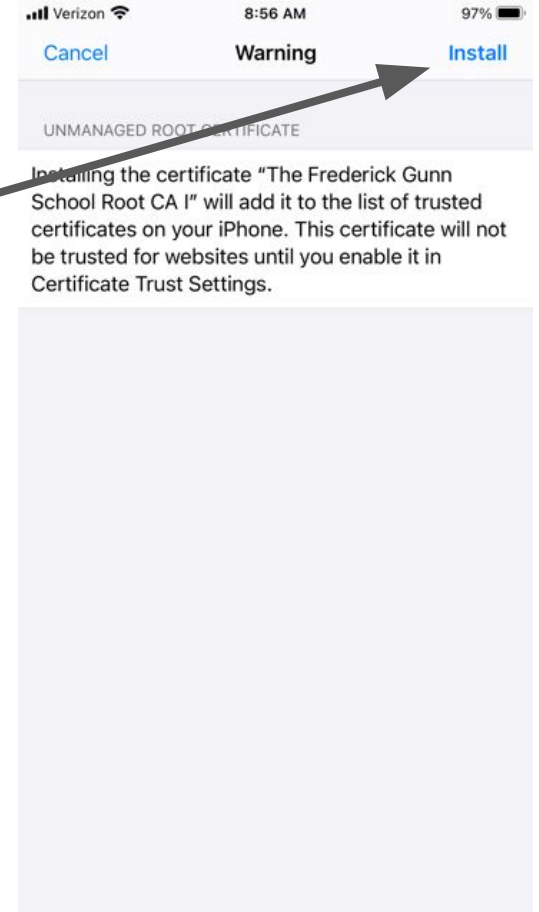 Verizon 8:56 AM 97%
Cancel Warning Install
UNMANAGED ROOT CERTIFICATE
Installing the certificate “The Frederick Gunn
School Root CA I” will add it to the list of trusted
certificates on your iPhone. This certificate will not
be trusted for websites until you enable it in
Certificate Trust Settings.